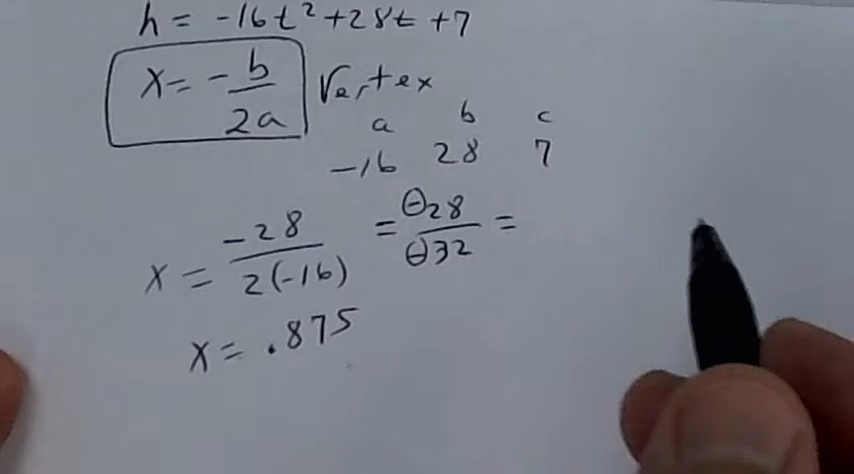 h = -16t² + 28t + 7
x = -b/2a Vertex
a b c
-16 28 7
x = -28/2(-16) = -28/-32 =
x = .875